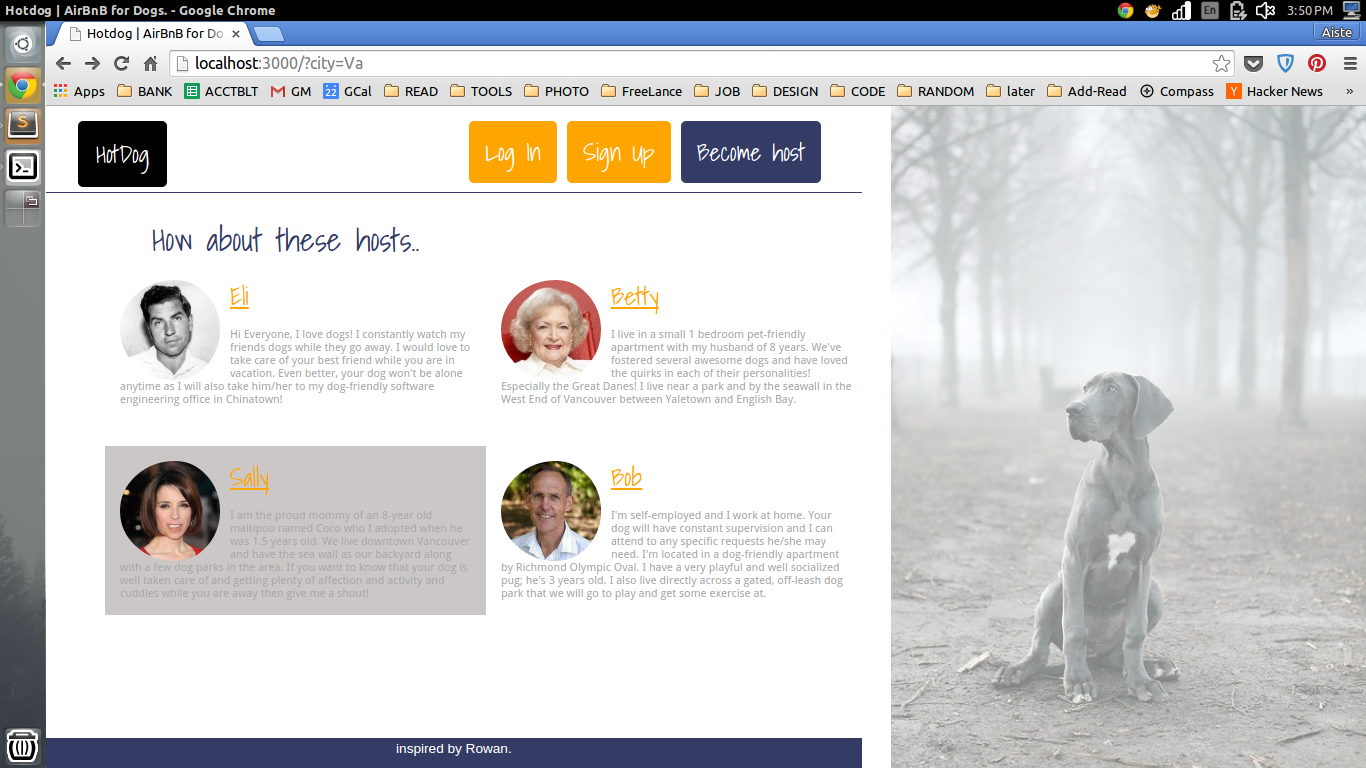 Hotdog | AirBnB for Dogs. - Google Chrome
En
3:50 PM
Hotdog | AirBnB for Do
Aiste
localhost:3000/?city=Va
Apps BANK ACCTBLT GM 22 GCal READ TOOLS PHOTO FreeLance JOB DESIGN CODE RANDOM later Add-Read Compass Y Hacker News »
HotDog
Log In
Sign Up
Become host
How about these hosts..
Eli
Hi Everyone, I love dogs! I constantly watch my
friends dogs while they go away. I would love to
take care of your best friend while you are in
vacation. Even better, your dog won't be alone
anytime as I will also take him/her to my dog-friendly software
engineering office in Chinatown!
Betty
I live in a small 1 bedroom pet-friendly
apartment with my husband of 8 years. We've
fostered several awesome dogs and have loved
the quirks in each of their personalities!
Especially the Great Danes! I live near a park and by the seawall in the
West End of Vancouver between Yaletown and English Bay.
Sally
I am the proud mommy of an 8-year old
maltipoo named Coco who I adopted when he
was 1.5 years old. We live downtown Vancouver
and have the sea wall as our backyard along
with a few dog parks in the area. If you want to know that your dog is
well taken care of and getting plenty of affection and activity and
cuddles while you are away then give me a shout!
Bob
I'm self-employed and I work at home. Your
dog will have constant supervision and I can
attend to any specific requests he/she may
need. I'm located in a dog-friendly apartment
by Richmond Olympic Oval. I have a very playful and well socialized
pug; he's 3 years old. I also live directly across a gated, off-leash dog
park that we will go to play and get some exercise at.
inspired by Rowan.